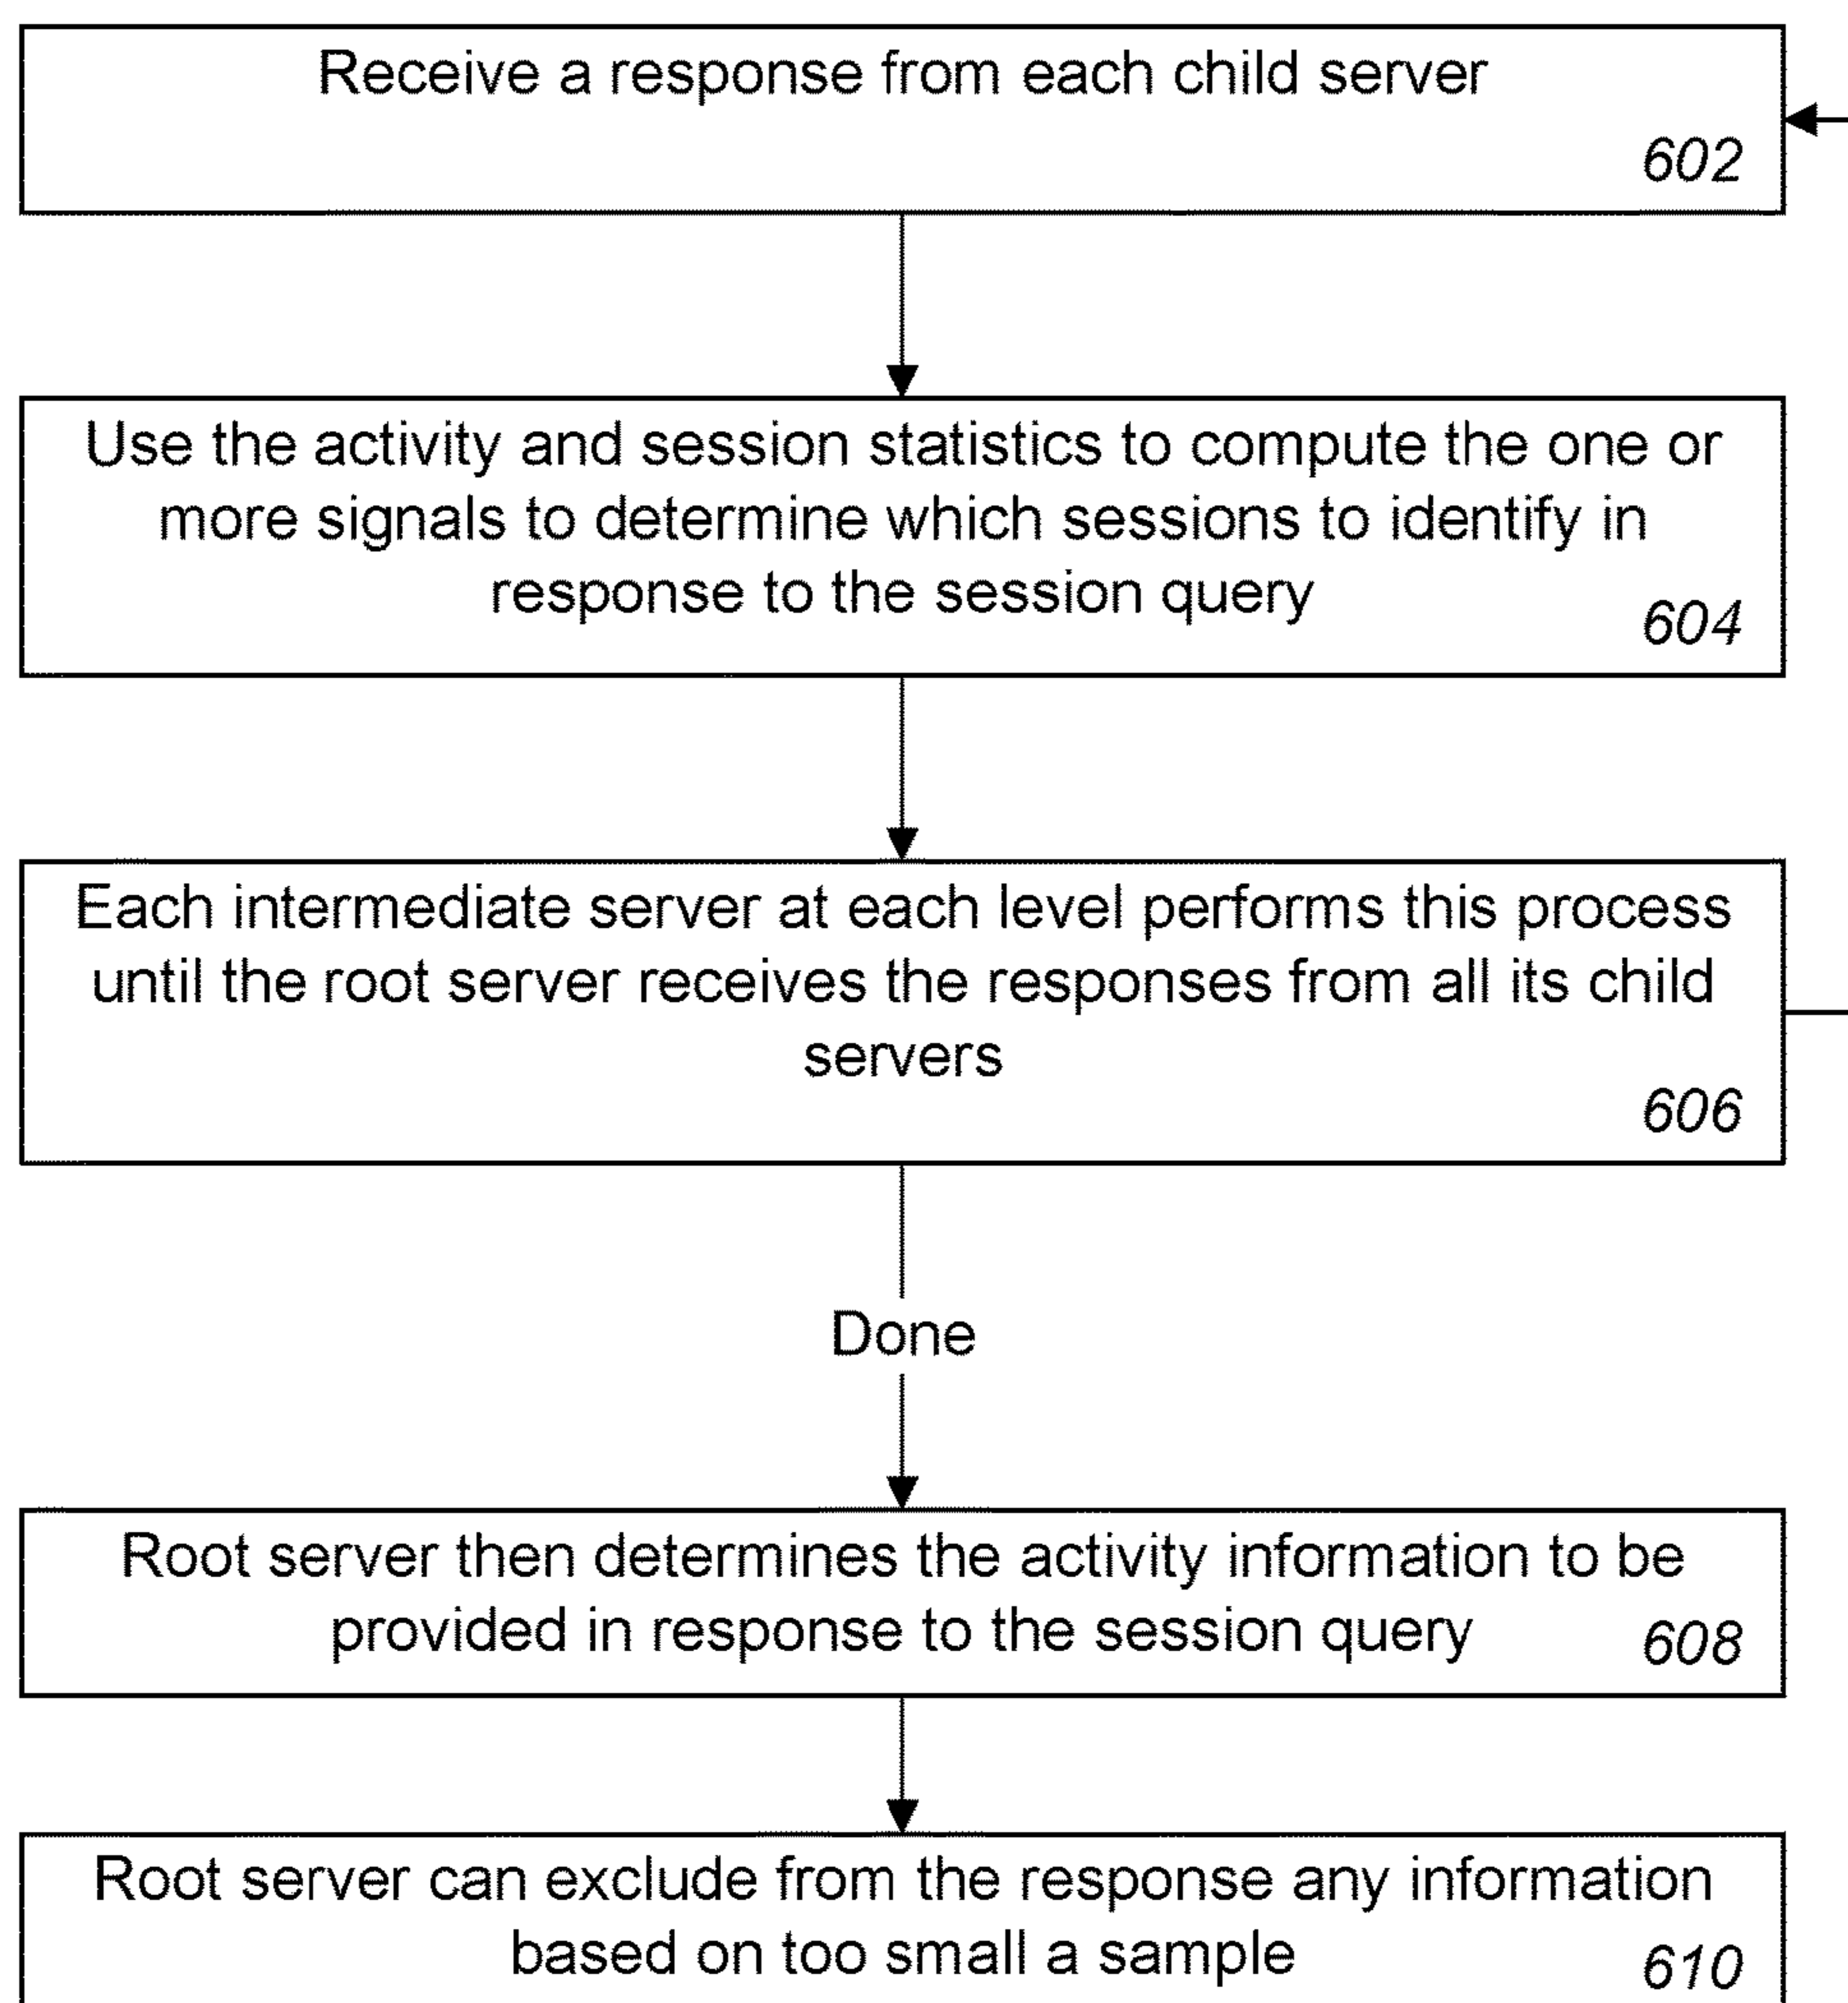 Receive a response from each child server
602
Use the activity and session statistics to compute the one or
more signals to determine which sessions to identify in
response to the session query
604
Each intermediate server at each level performs this process
until the root server receives the responses from all its child
servers
606
Done
Root server then determines the activity information to be
provided in response to the session query
608
Root server can exclude from the response any information
based on too small a sample
610